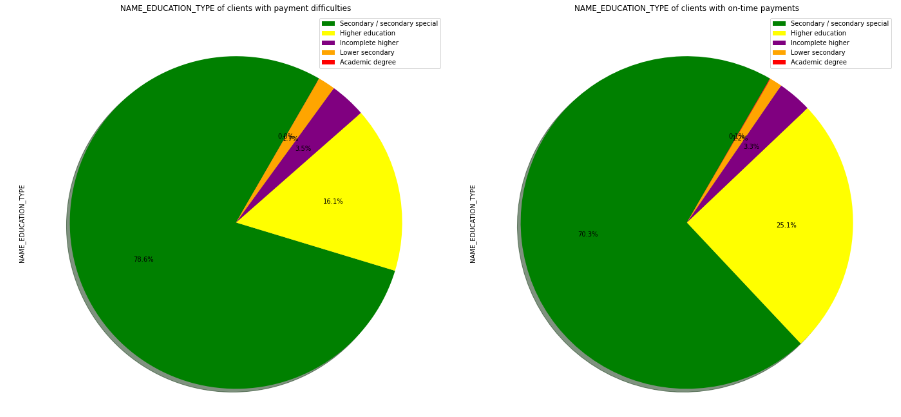 NAME_EDUCATION_TYPE of clients with payment difficulties
Secondary / secondary special
Higher education
Incomplete higher
Lower secondary
Academic degree
NAME_EDUCATION_TYPE
78.6%
16.1%
3.5%
NAME_EDUCATION_TYPE of clients with on-time payments
Secondary / secondary special
Higher education
Incomplete higher
Lower secondary
Academic degree
NAME_EDUCATION_TYPE
70.3%
25.1%
3.3%